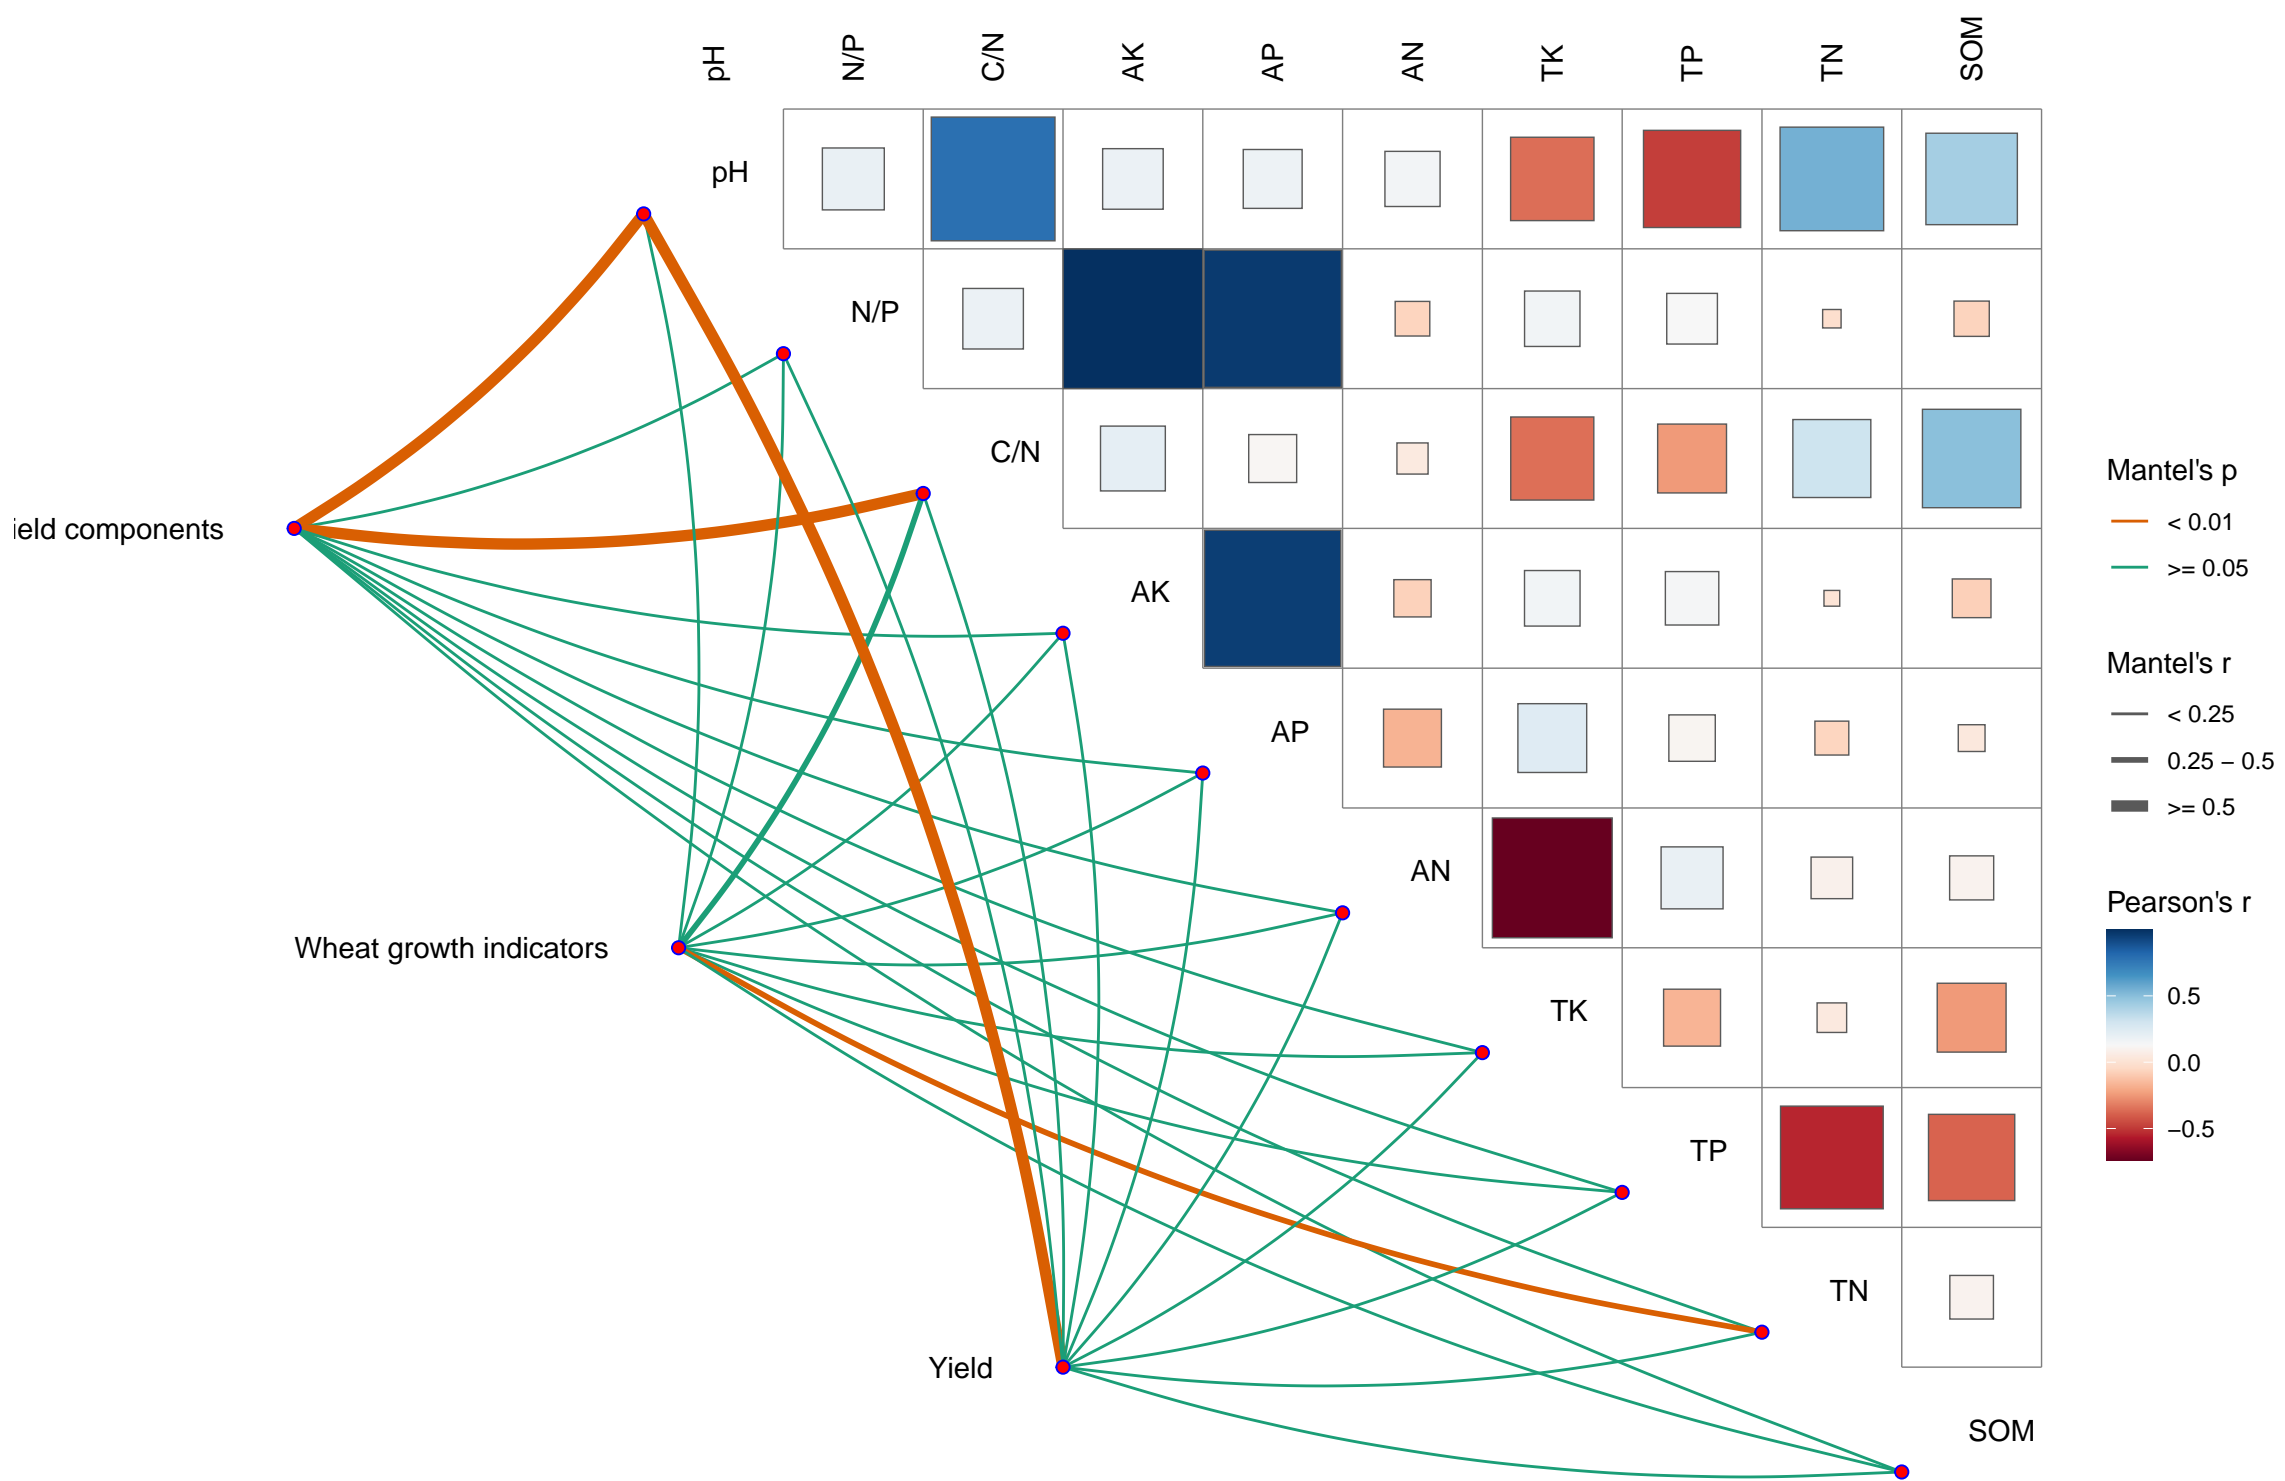 pH N/P C/N AK AP AN TK TP TN SOM
pH
N/P
C/N
ield components
AK
AP
AN
Wheat growth indicators
TK
TP
TN
Yield
SOM
Mantel's p
< 0.01
>= 0.05
Mantel's r
< 0.25
0.25 − 0.5
>= 0.5
Pearson's r
0.5
0.0
−0.5